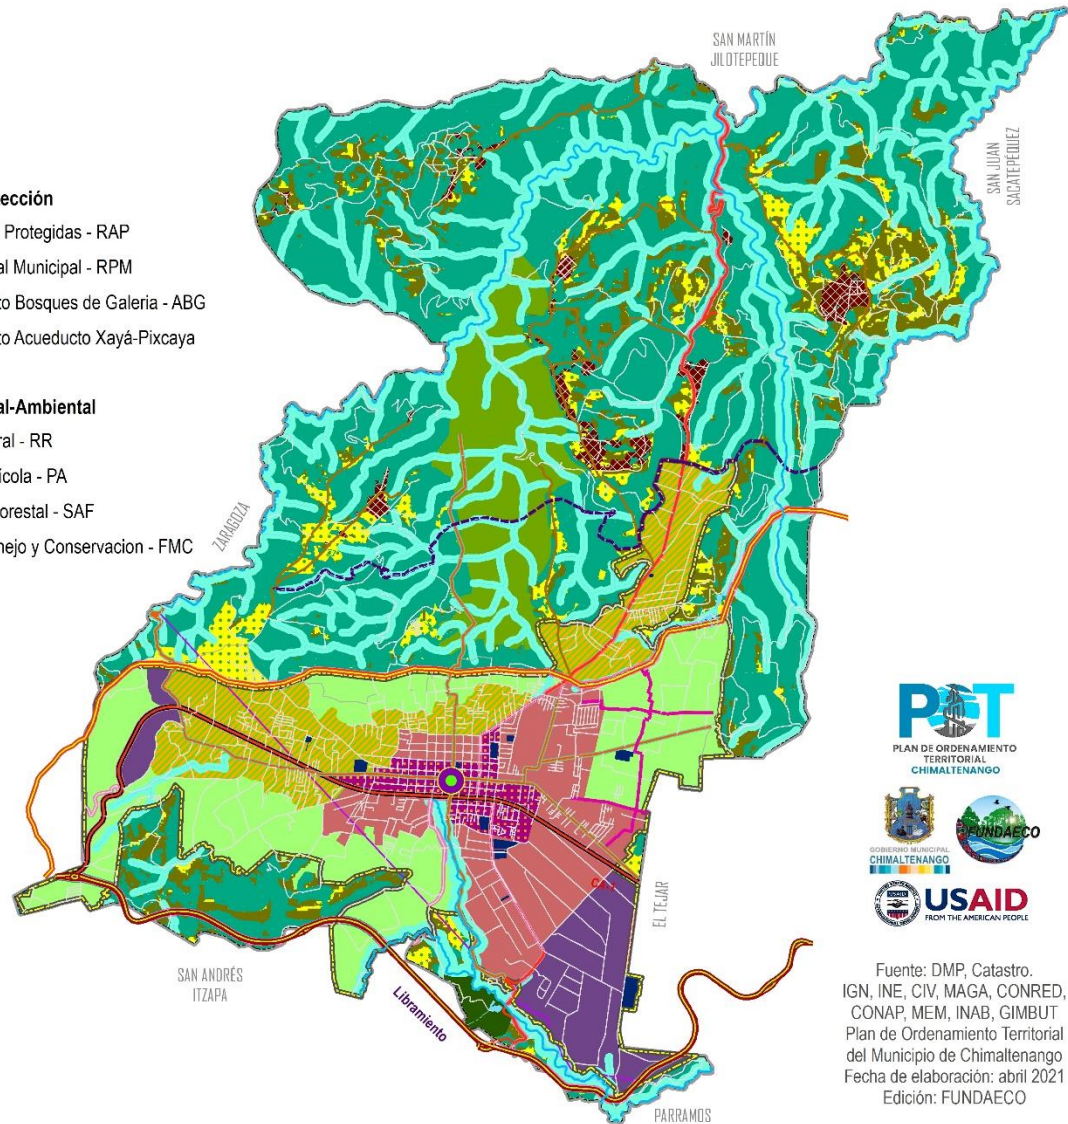 SAN MARTÍN
JILOTEPEQUE
SAN JUAN
SACATEPÉQUEZ
ección
Protegidas - RAP
al Municipal - RPM
to Bosques de Galería - ABG
to Acueducto Xayá-Pixcaya
al-Ambiental
ral - RR
ícola - PA
orestal - SAF
nejo y Conservacion - FMC
ZARAGOZA
EL TEJAR
SAN ANDRÉS
ITZAPA
Libramiento
PARRAMOS
POT
PLAN DE ORDENAMIENTO
TERRITORIAL
CHIMALTENANGO
GOBIERNO MUNICIPAL
CHIMALTENANGO
FUNDAECO
USAID
FROM THE AMERICAN PEOPLE
Fuente: DMP, Catastro.
IGN, INE, CIV, MAGA, CONRED,
CONAP, MEM, INAB, GIMBUT
Plan de Ordenamiento Territorial
del Municipio de Chimaltenango
Fecha de elaboración: abril 2021
Edición: FUNDAECO